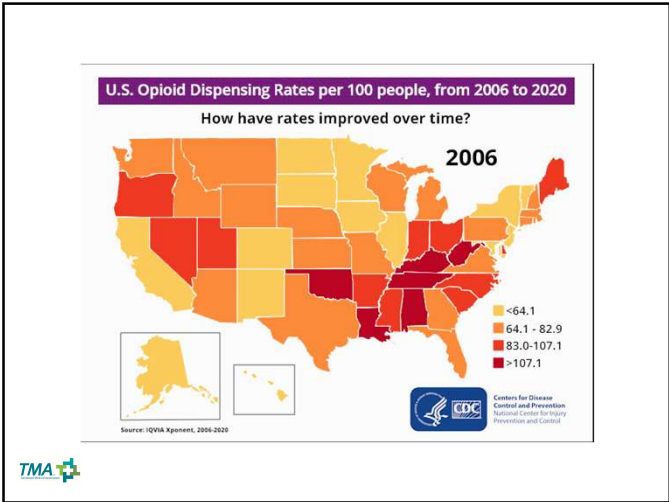 U.S. Opioid Dispensing Rates per 100 people, from 2006 to 2020
How have rates improved over time?
2006
<64.1
64.1 - 82.9
83.0-107.1
>107.1
CDC
Centers for Disease
Control and Prevention
National Center for Injury
Prevention and Control
Source: IQVIA Xponent, 2006-2020
TMA